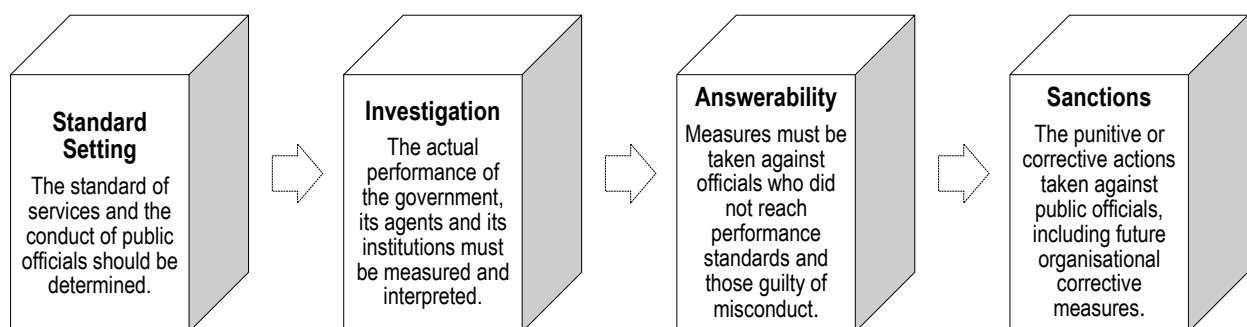 Standard
Setting
The standard of
services and the
conduct of public
officials should be
determined.
Investigation
The actual
performance of
the government,
its agents and its
institutions must
be measured and
interpreted.
Answerability
Measures must be
taken against
officials who did
not reach
performance
standards and
those guilty of
misconduct.
Sanctions
The punitive or
corrective actions
taken against
public officials,
including future
organisational
corrective
measures.